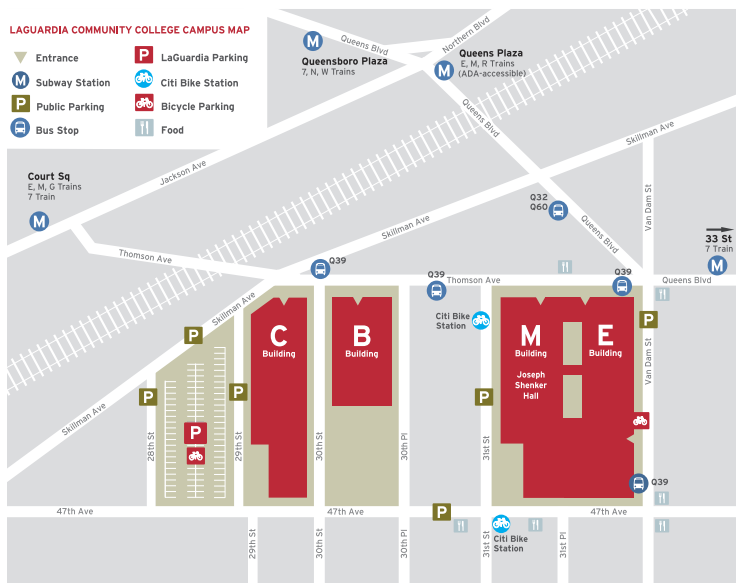 LAGUARDIA COMMUNITY COLLEGE CAMPUS MAP
Entrance
M
Subway Station
P
Public Parking
Bus Stop
P
LaGuardia Parking
Citi Bike Station
Bicycle Parking
Food
M
Queensboro Plaza
7, N, W Trains
Queens Blvd
Northern Blvd
M
Queens Plaza
E, M, R Trains
(ADA-accessible)
Queens Blvd
Skillman Ave
Jackson Ave
Court Sq
E, M, G Trains
7 Train
M
Thomson Ave
Skillman Ave
Q32
Q60
Queens Blvd
Van Dam St
33 St
7 Train
M
Q39
Q39
Thomson Ave
Q39
Queens Blvd
Skillman Ave
Citi Bike
Station
P
C
Building
B
Building
M
Building
E
Building
Joseph
Shenker
Hall
P
Van Dam St
P
P
P
P
Skillman Ave
28th St
29th St
30th St
30th Pl
31st St
Q39
47th Ave
47th Ave
P
47th Ave
Citi Bike
Station
29th St
30th St
30th Pl
31st St
31st Pl